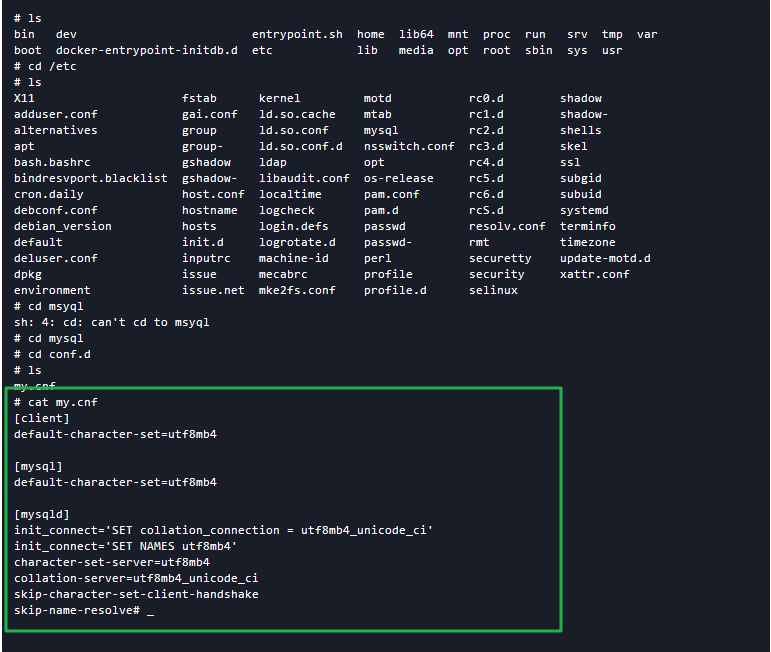 # ls
bin   dev                         entrypoint.sh  home  lib64  mnt  proc  run   srv  tmp  var
boot  docker-entrypoint-initdb.d  etc            lib   media  opt  root  sbin  sys  usr
# cd /etc
# ls
X11                     fstab      kernel         motd           rc0.d        shadow
adduser.conf            gai.conf   ld.so.cache    mtab           rc1.d        shadow-
alternatives            group      ld.so.conf     mysql          rc2.d        shells
apt                     group-     ld.so.conf.d   nsswitch.conf  rc3.d        skel
bash.bashrc             gshadow    ldap           opt            rc4.d        ssl
bindresvport.blacklist  gshadow-   libaudit.conf  os-release     rc5.d        subgid
cron.daily              host.conf  localtime      pam.conf       rc6.d        subuid
debconf.conf            hostname   logcheck       pam.d          rcS.d        systemd
debian_version          hosts      login.defs     passwd         resolv.conf  terminfo
default                 init.d     logrotate.d    passwd-        rmt          timezone
deluser.conf            inputrc    machine-id     perl           securetty    update-motd.d
dpkg                    issue      mecabrc        profile        security     xattr.conf
environment             issue.net  mke2fs.conf    profile.d      selinux
# cd msyql
sh: 4: cd: can't cd to msyql
# cd mysql
# cd conf.d
# ls
my.cnf
# cat my.cnf
[client]
default-character-set=utf8mb4
[mysql]
default-character-set=utf8mb4
[mysqld]
init_connect='SET collation_connection = utf8mb4_unicode_ci'
init_connect='SET NAMES utf8mb4'
character-set-server=utf8mb4
collation-server=utf8mb4_unicode_ci
skip-character-set-client-handshake
skip-name-resolve# _